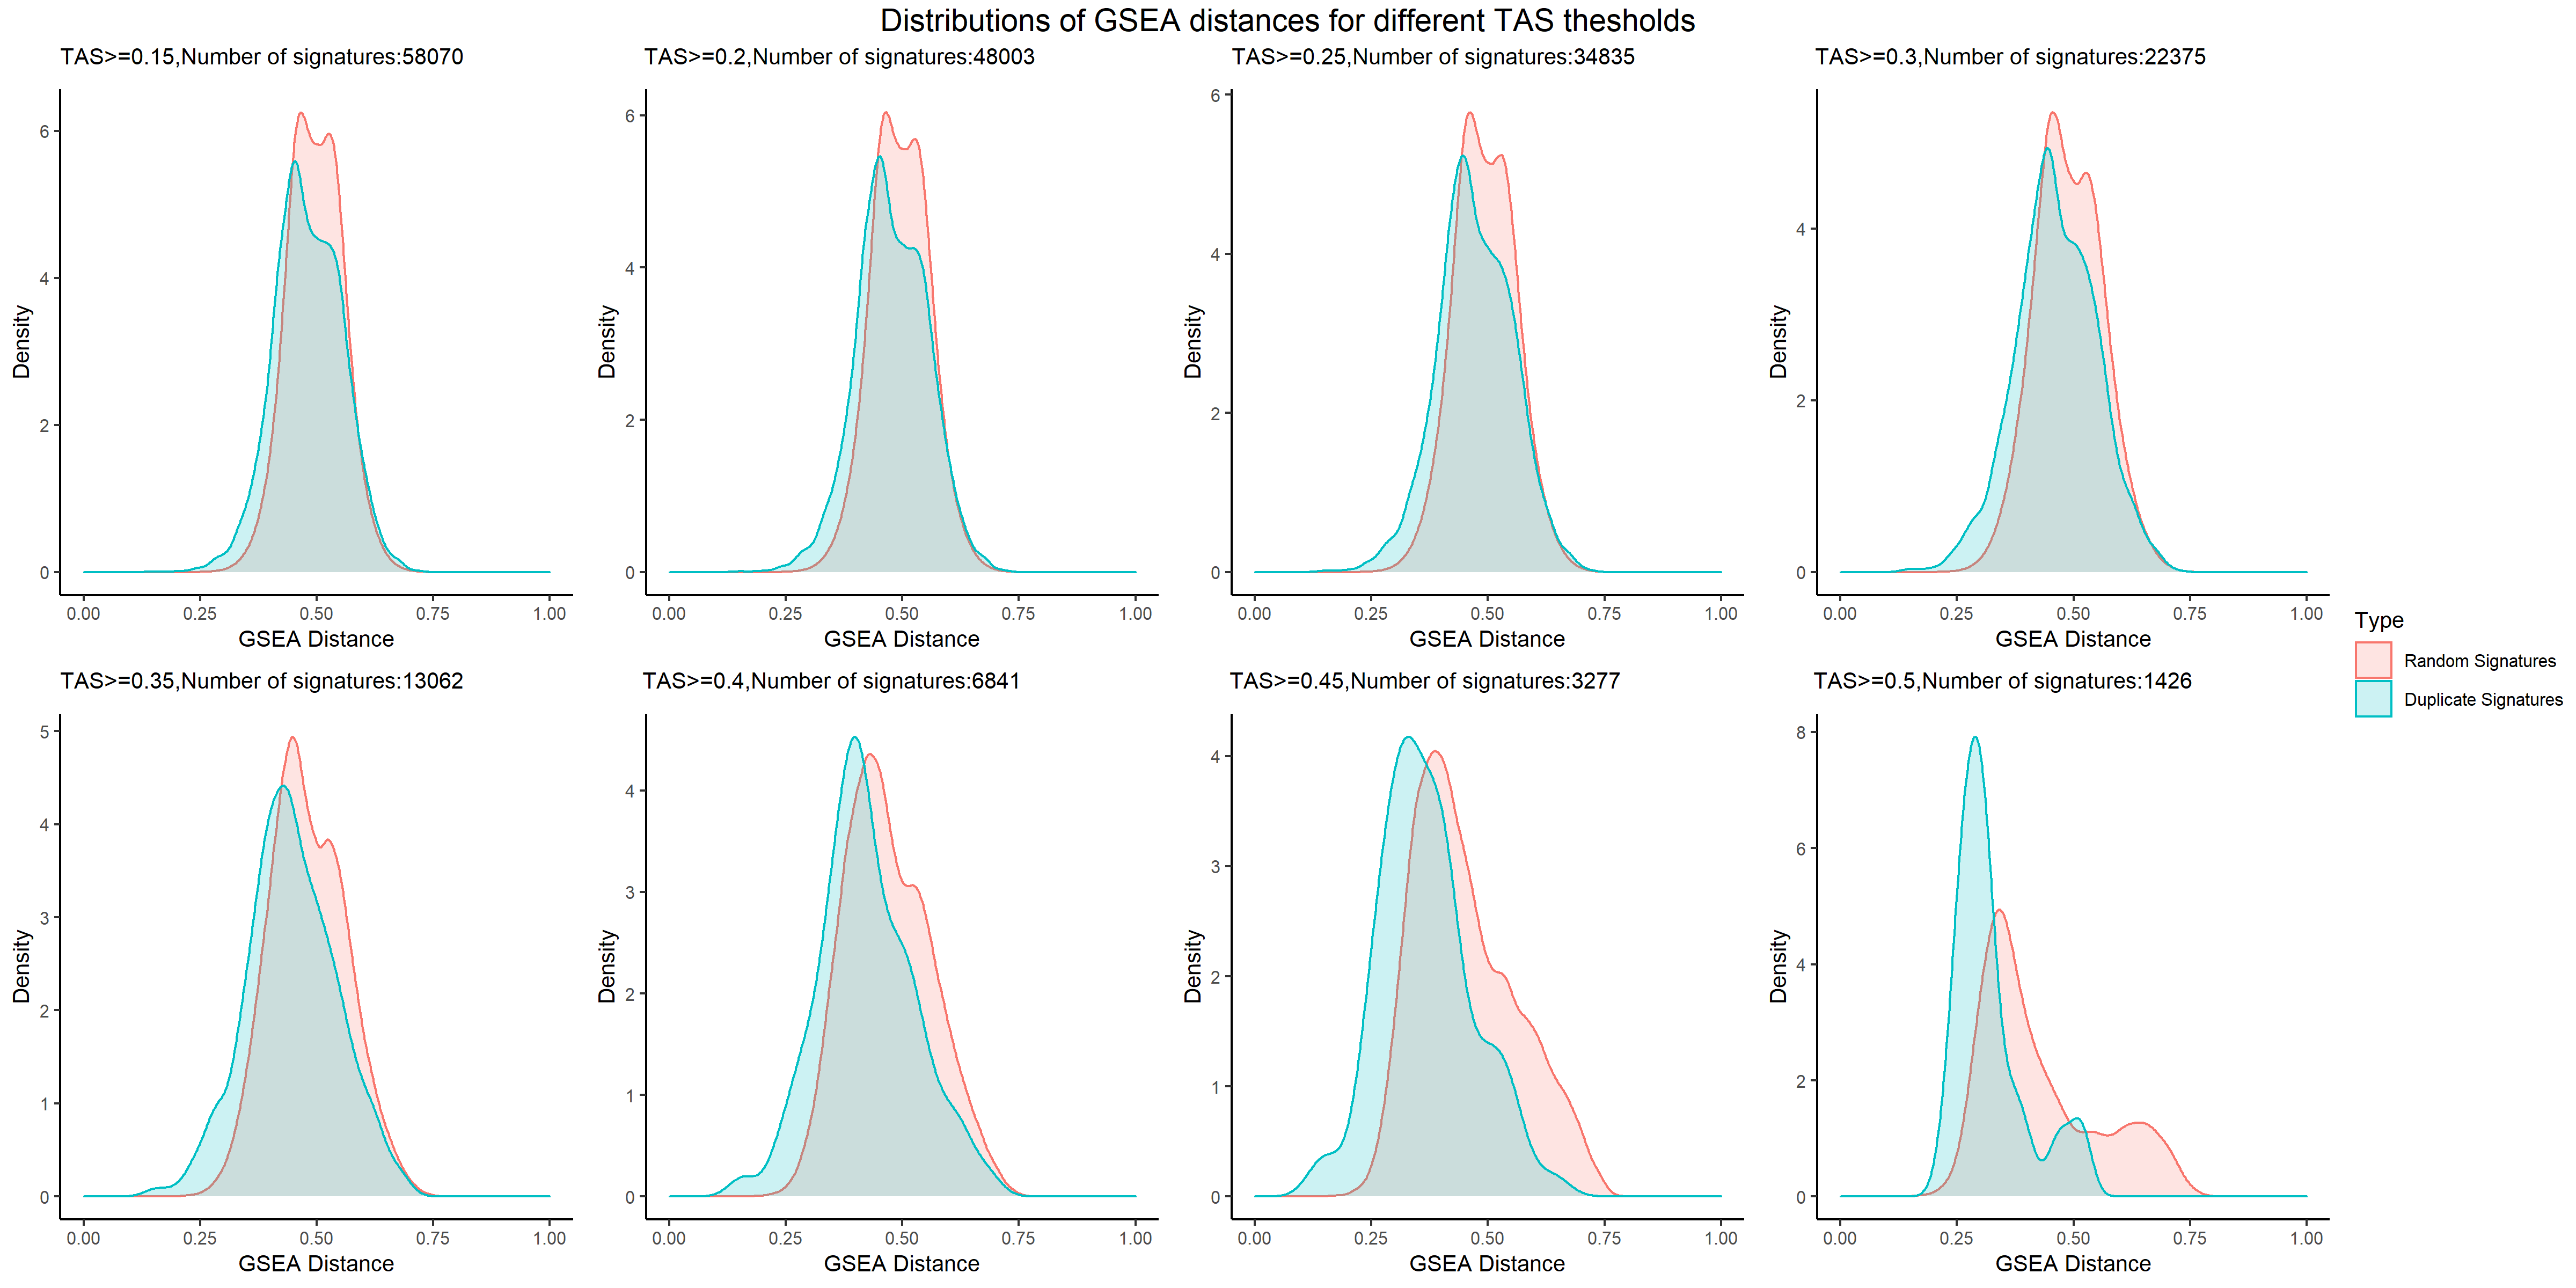 Distributions of GSEA distances for different TAS thesholds
TAS>=0.15,Number of signatures:58070
6
4
2
0
Density
0.00 0.25 0.50 0.75 1.00
GSEA Distance
TAS>=0.2,Number of signatures:48003
6
4
2
0
Density
0.00 0.25 0.50 0.75 1.00
GSEA Distance
TAS>=0.25,Number of signatures:34835
6
4
2
0
Density
0.00 0.25 0.50 0.75 1.00
GSEA Distance
TAS>=0.3,Number of signatures:22375
4
2
0
Density
0.00 0.25 0.50 0.75 1.00
GSEA Distance
TAS>=0.35,Number of signatures:13062
5
4
3
2
1
0
Density
0.00 0.25 0.50 0.75 1.00
GSEA Distance
TAS>=0.4,Number of signatures:6841
4
3
2
1
0
Density
0.00 0.25 0.50 0.75 1.00
GSEA Distance
TAS>=0.45,Number of signatures:3277
4
3
2
1
0
Density
0.00 0.25 0.50 0.75 1.00
GSEA Distance
TAS>=0.5,Number of signatures:1426
8
6
4
2
0
Density
0.00 0.25 0.50 0.75 1.00
GSEA Distance
Type
Random Signatures
Duplicate Signatures